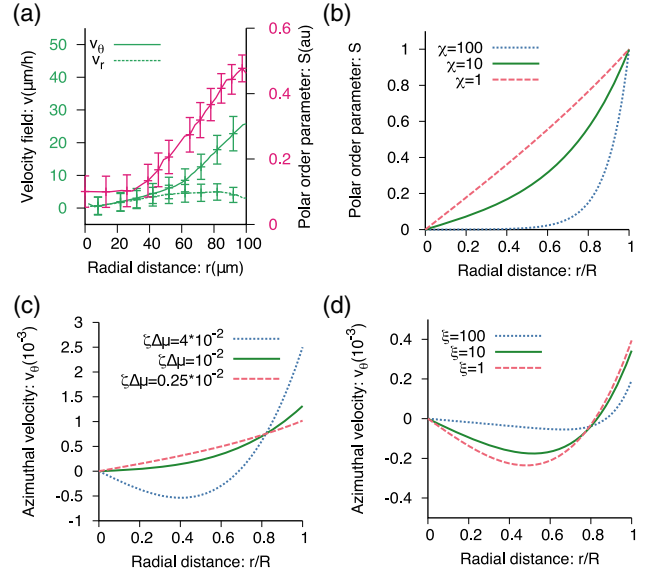 (a)
Velocity field: v(μm/h)
50
40
30
20
10
0
v_θ
v_r
0.6
0.4
0.2
0
Polar order parameter: S(au)
0 20 40 60 80 100
Radial distance: r(μm)
(b)
Polar order parameter: S
1
0.8
0.6
0.4
0.2
0
χ=100
χ=10
χ=1
0 0.2 0.4 0.6 0.8 1
Radial distance: r/R
(c)
Azimuthal velocity: v_θ(10⁻³)
3
2.5
2
1.5
1
0.5
0
-0.5
-1
ζΔμ=4*10⁻²
ζΔμ=10⁻²
ζΔμ=0.25*10⁻²
0 0.2 0.4 0.6 0.8 1
Radial distance: r/R
(d)
Azimuthal velocity: v_θ(10⁻³)
0.4
0.2
0
-0.2
-0.4
ξ=100
ξ=10
ξ=1
0 0.2 0.4 0.6 0.8 1
Radial distance: r/R